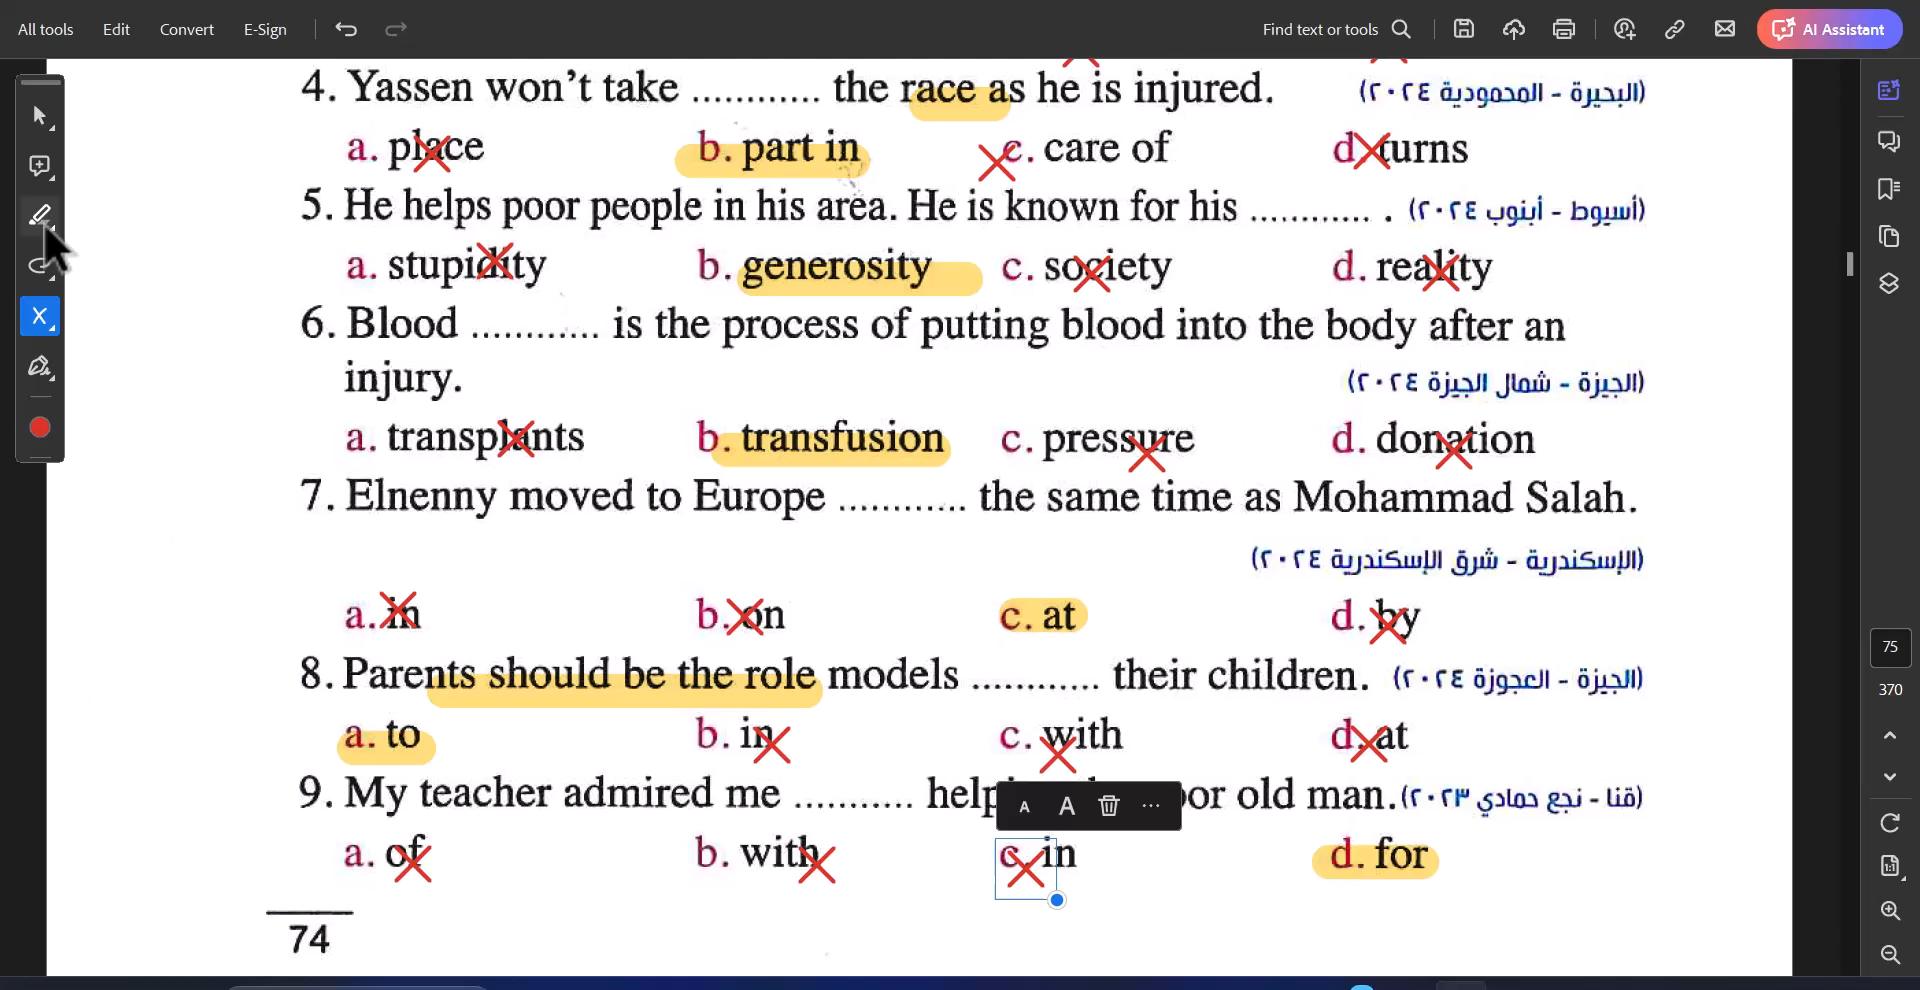 All tools Edit Convert E-Sign Find text or tools AI Assistant
4. Yassen won't take ............ the race as he is injured. (البحيرة - المحمودية ٢٠٢٤)
a. place b. part in c. care of d. turns
5. He helps poor people in his area. He is known for his ............ . (أسيوط - أبنوب ٢٠٢٤)
a. stupidity b. generosity c. society d. reality
6. Blood ............ is the process of putting blood into the body after an
injury. (الجيزة - شمال الجيزة ٢٠٢٤)
a. transplants b. transfusion c. pressure d. donation
7. Elnenny moved to Europe ............ the same time as Mohammad Salah.
(الإسكندرية - شرق الإسكندرية ٢٠٢٤)
a. in b. on c. at d. by
75
8. Parents should be the role models ............ their children. (الجيزة - العجوزة ٢٠٢٤)
370
a. to b. in c. with d. at
9. My teacher admired me ........... old man. (قنا - نجع حمادي ٢٠٢٣)
A A ...
a. of b. with c. in d. for
74